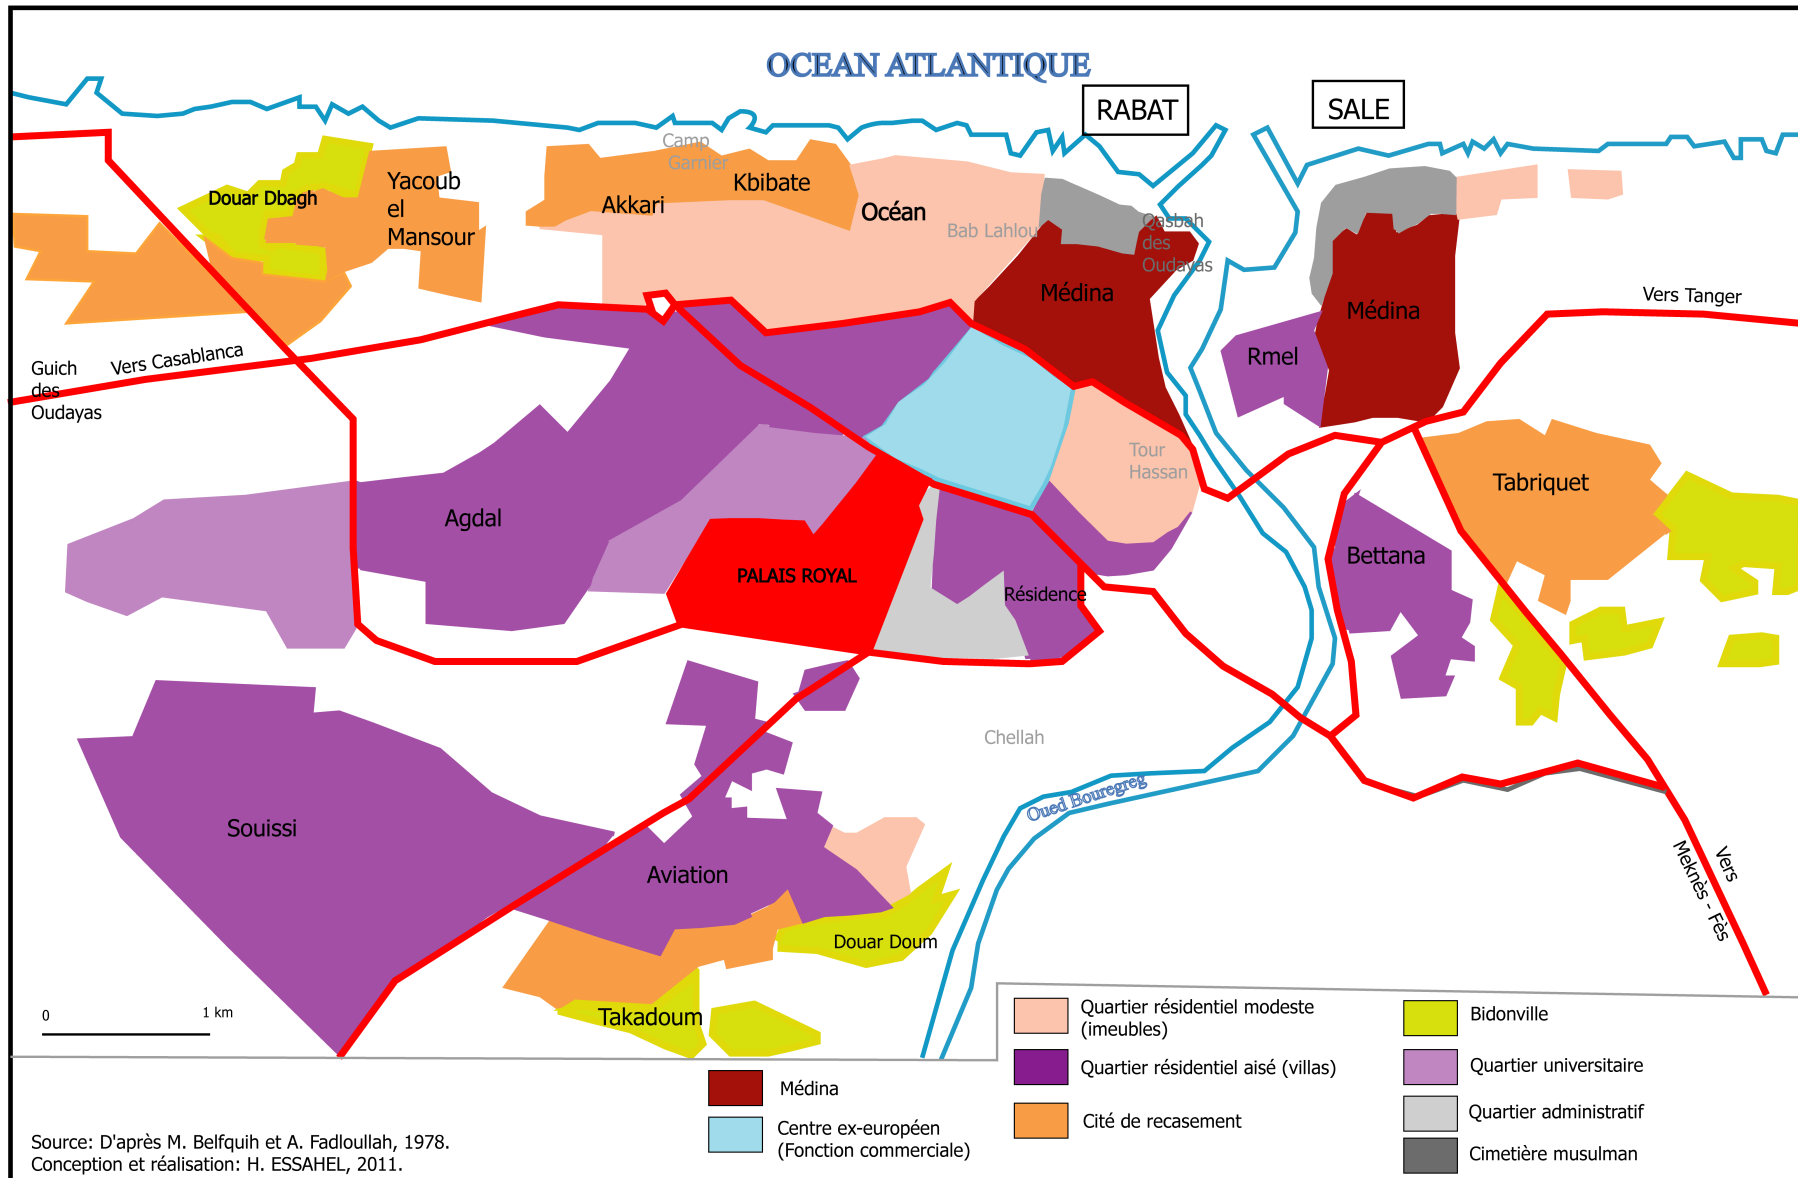 OCEAN ATLANTIQUE
RABAT
SALE
Camp
Garnier
Douar Dbagh
Yacoub
el
Mansour
Akkari
Kbibate
Océan
Bab Lahlou
Qasbah
des
Oudayas
Médina
Médina
Vers Tanger
Rmel
Guich
des
Oudayas
Vers Casablanca
Tour
Hassan
Tabriquet
Agdal
Bettana
PALAIS ROYAL
Résidence
Chellah
Oued Bouregreg
Souissi
Aviation
Vers
Meknès - Fès
Douar Doum
Takadoum
0
1 km
Quartier résidentiel modeste
(imeubles)
Quartier résidentiel aisé (villas)
Cité de recasement
Bidonville
Quartier universitaire
Quartier administratif
Cimetière musulman
Médina
Centre ex-européen
(Fonction commerciale)
Source: D'après M. Belfquih et A. Fadloullah, 1978.
Conception et réalisation: H. ESSAHEL, 2011.